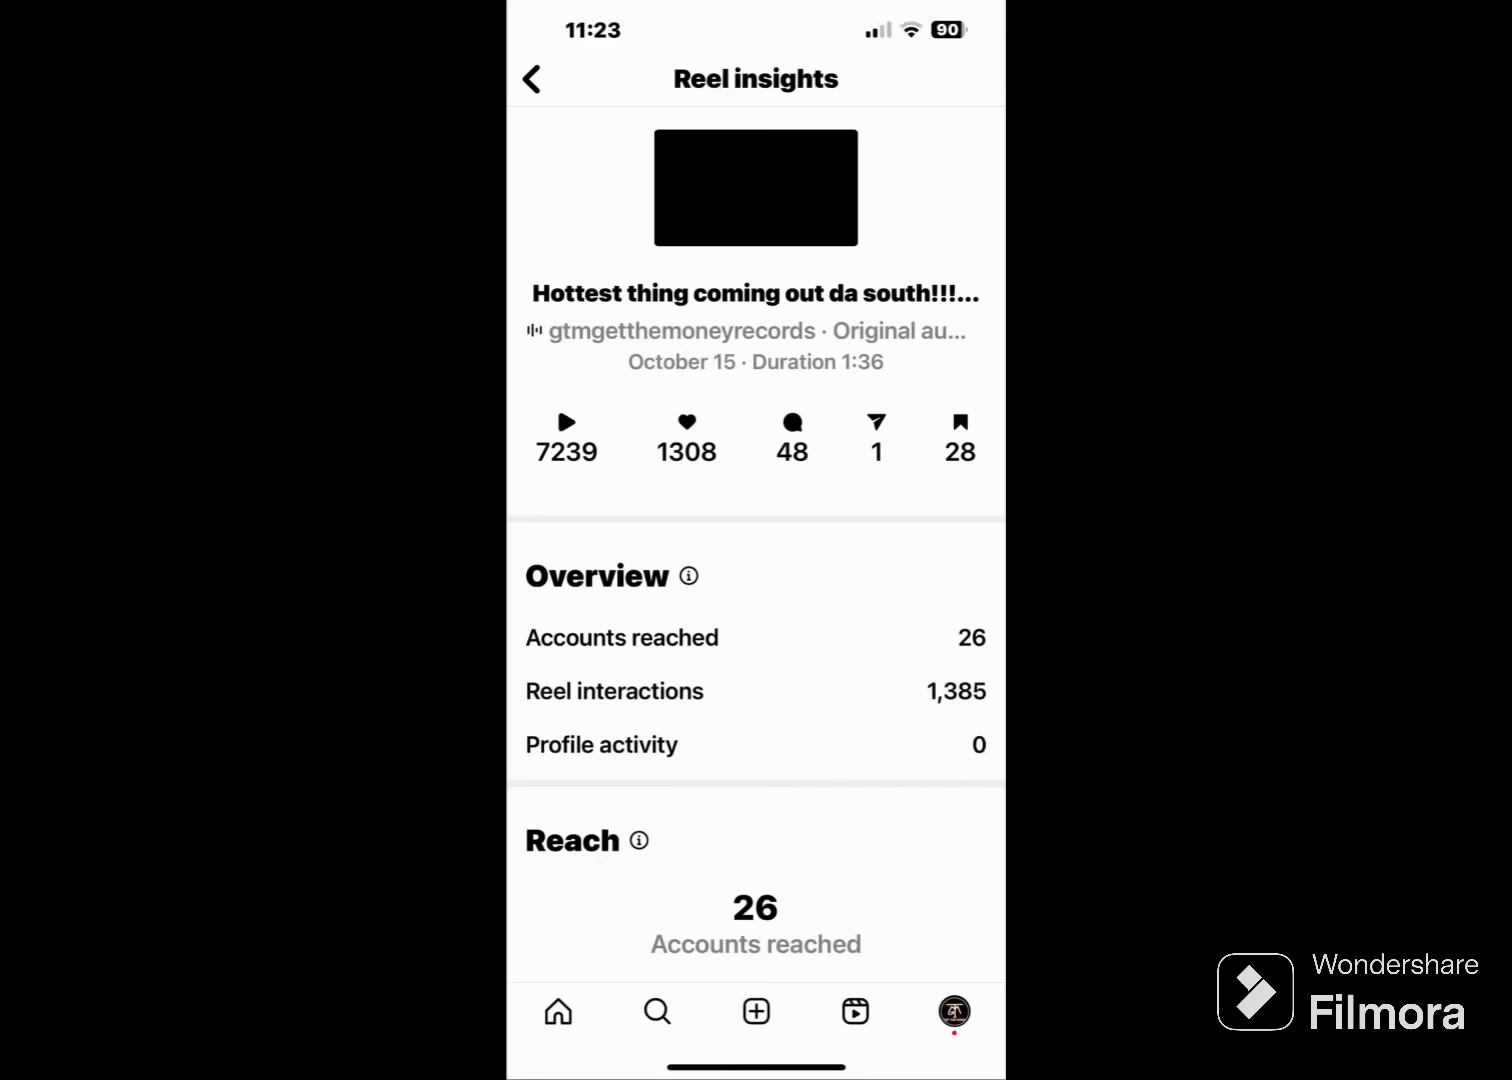 11:23
90
Reel insights
Hottest thing coming out da south!!!...
gtmgetthemoneyrecords · Original au...
October 15 · Duration 1:36
7239 1308 48 1 28
Overview
Accounts reached 26
Reel interactions 1,385
Profile activity 0
Reach
26
Accounts reached
Wondershare
Filmora